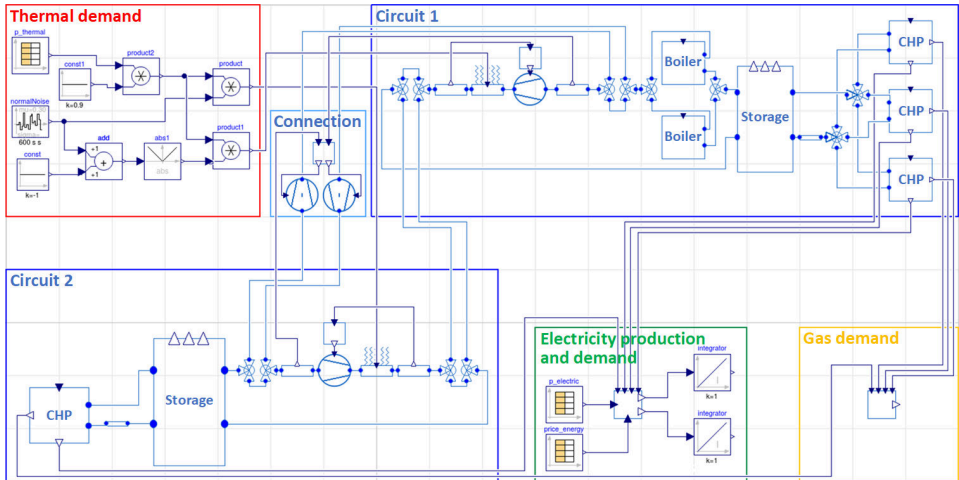 Thermal demand
p_thermal
const1
k=0.9
product2
product
normalNoise
600 s s
const
k=-1
add
+1
+
+1
abs1
abs
product1
Connection
Circuit 1
Boiler
Boiler
Storage
CHP
CHP
CHP
Circuit 2
CHP
Storage
Electricity production
and demand
p_electric
price_energy
integrator
k=1
integrator
k=1
Gas demand